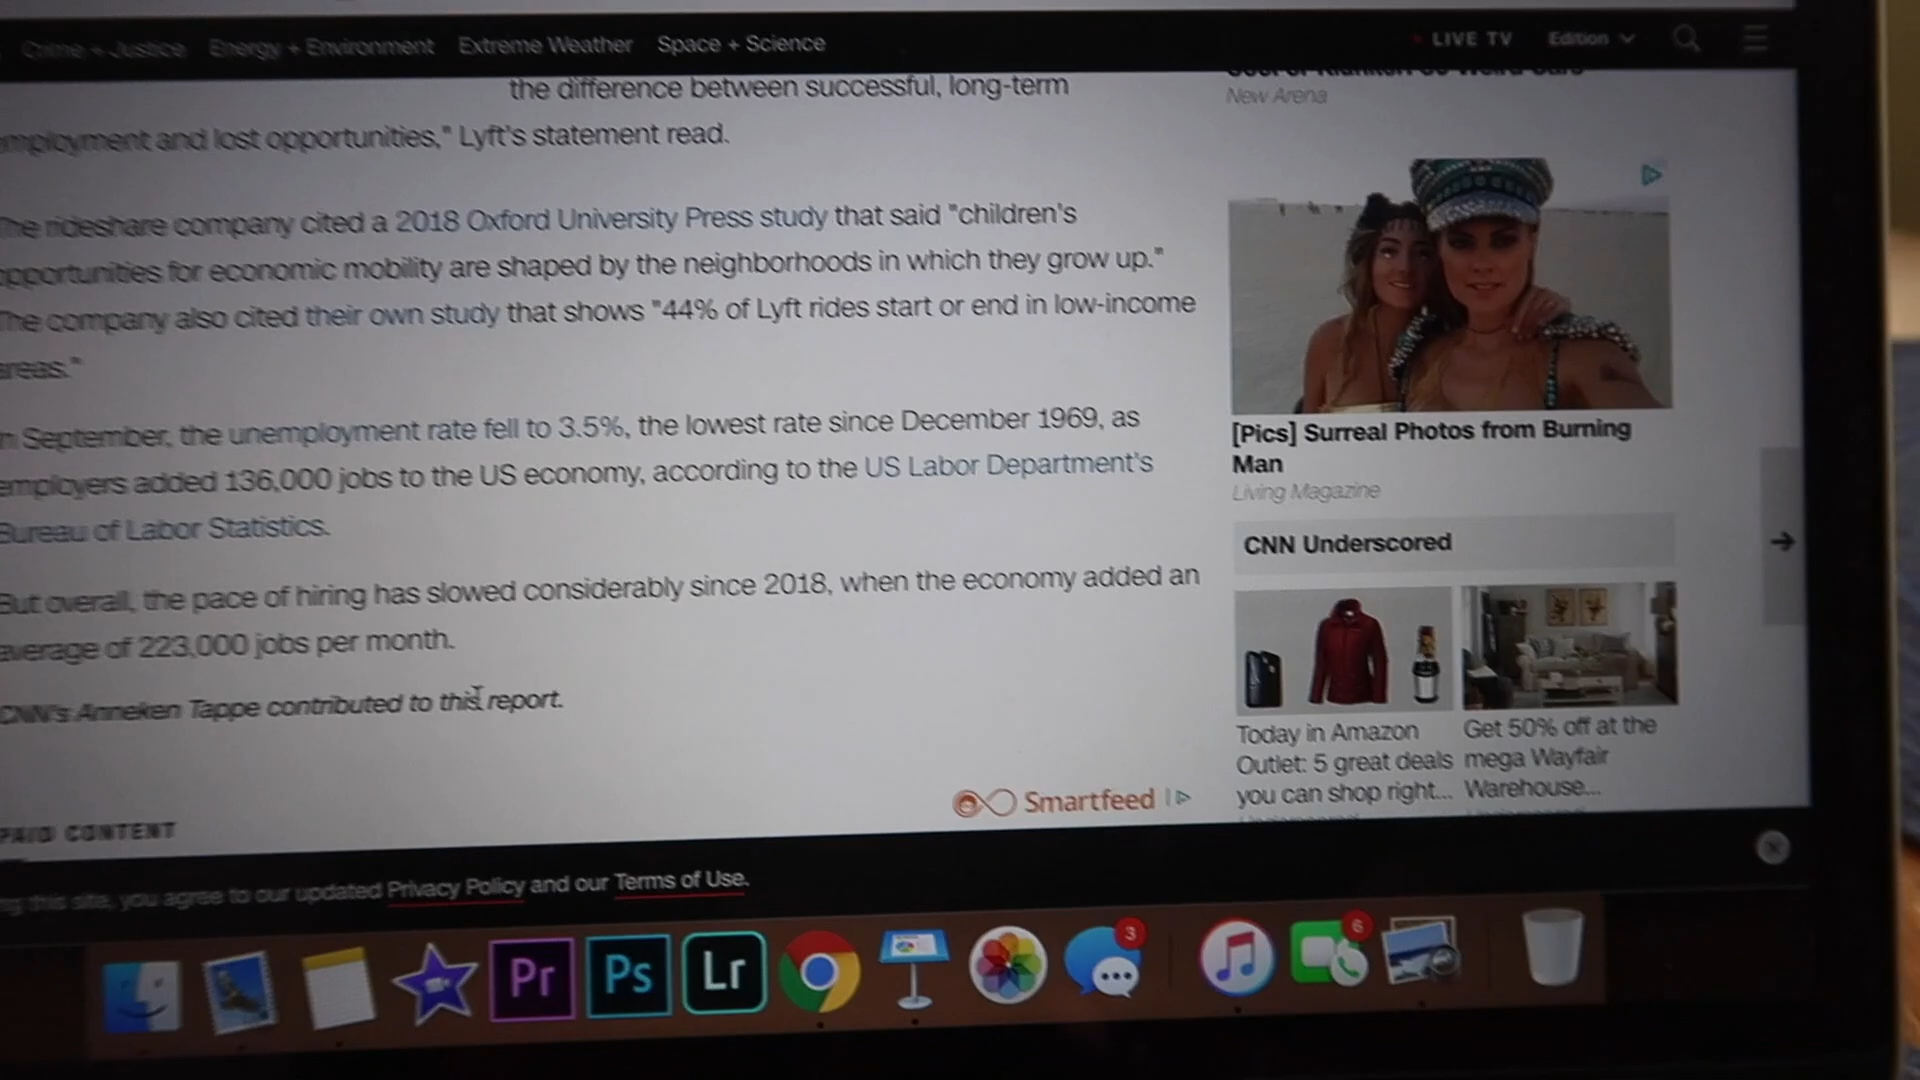 Crime + Justice Energy + Environment Extreme Weather Space + Science
LIVE TV Edition
the difference between successful, long-term
employment and lost opportunities," Lyft's statement read.
The rideshare company cited a 2018 Oxford University Press study that said "children's
opportunities for economic mobility are shaped by the neighborhoods in which they grow up."
The company also cited their own study that shows "44% of Lyft rides start or end in low-income
areas."
In September, the unemployment rate fell to 3.5%, the lowest rate since December 1969, as
employers added 136,000 jobs to the US economy, according to the US Labor Department's
Bureau of Labor Statistics.
But overall, the pace of hiring has slowed considerably since 2018, when the economy added an
average of 223,000 jobs per month.
CNN's Anneken Tappe contributed to this report.
Smartfeed
PAID CONTENT
New Arena
[Pics] Surreal Photos from Burning
Man
Living Magazine
CNN Underscored
Today in Amazon
Outlet: 5 great deals
you can shop right...
Get 50% off at the
mega Wayfair
Warehouse...
this site, you agree to our updated Privacy Policy and our Terms of Use.
Pr
Ps
Lr
3
6